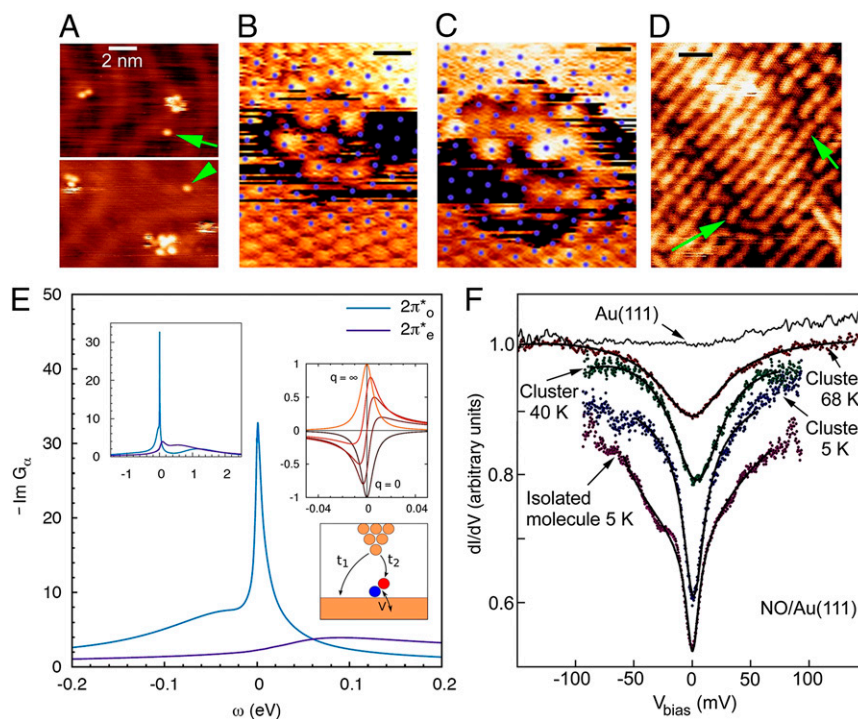 A
B
C
D
2 nm
E
50
40
30
20
10
0
-0.2
-0.1
0
0.1
0.2
− Im Gα
ω (eV)
2π*o
2π*e
30
20
10
0
-1
0
1
2
1
0.5
0
-0.5
-1
-0.04
0
0.04
q = ∞
q = 0
t1
t2
V
F
Au(111)
1.0
0.8
0.6
Cluster
40 K
Cluster
68 K
Cluster
5 K
Isolated
molecule 5 K
NO/Au(111)
dI/dV (arbitrary units)
-100
-50
0
50
100
Vbias (mV)